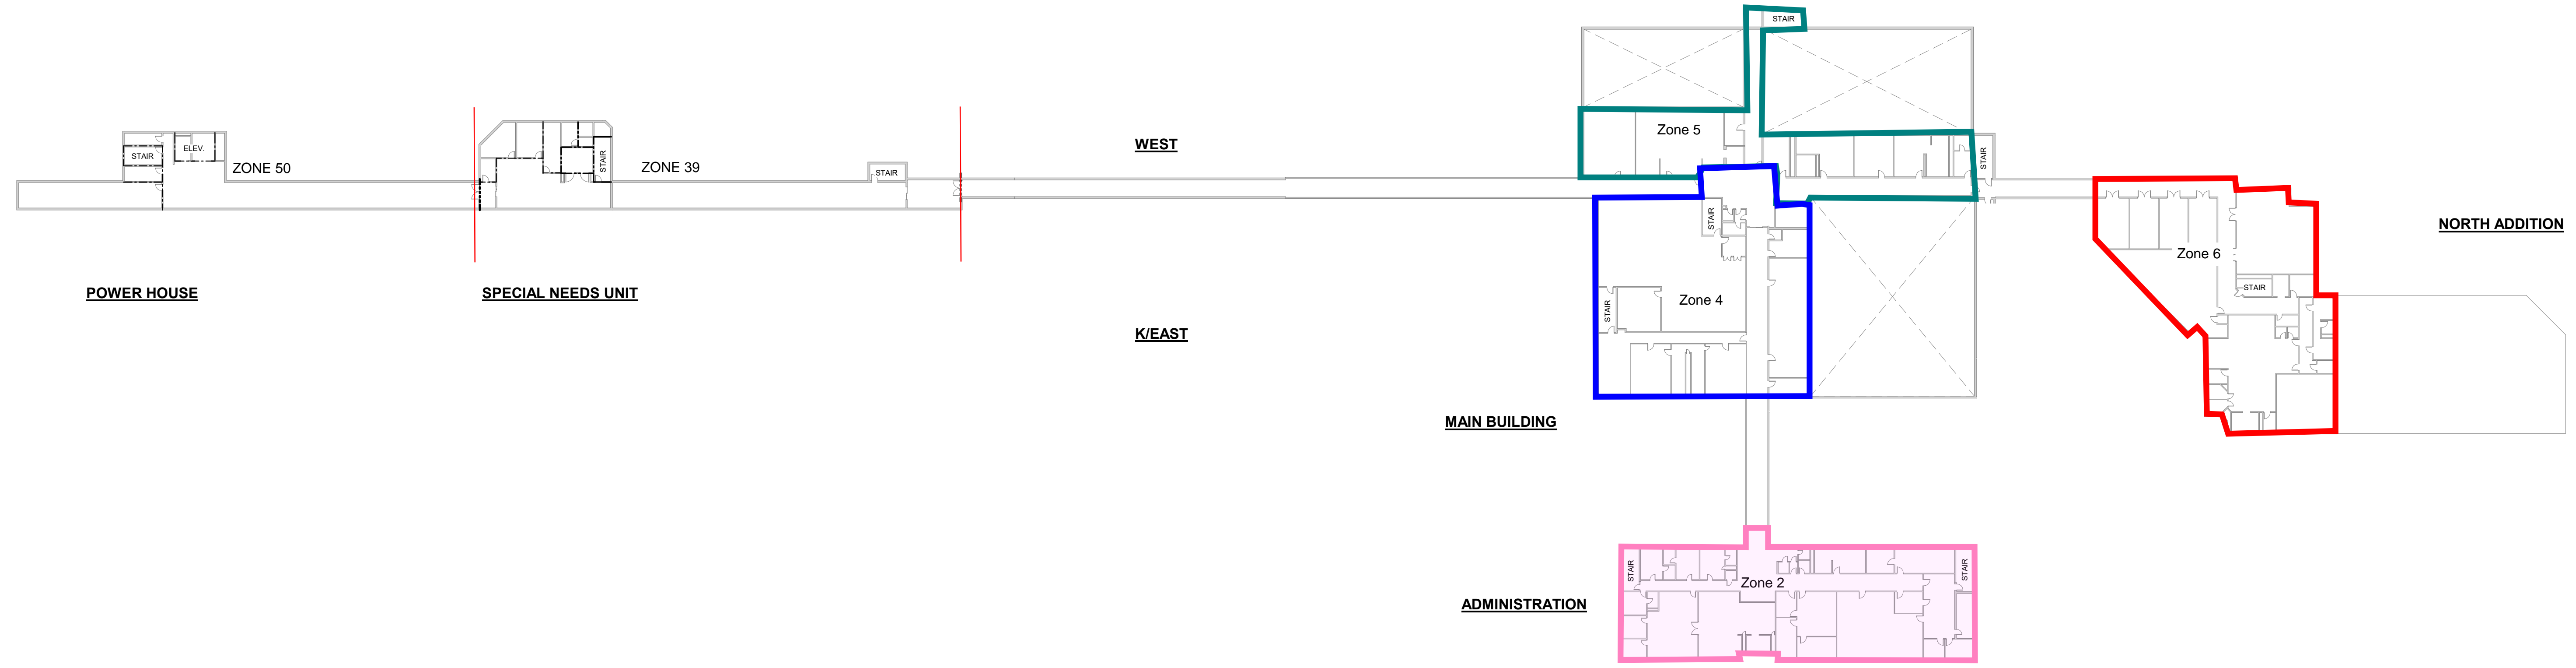 STAIR
Zone 5
STAIR
ELEV.
ZONE 50
STAIR
ZONE 39
STAIR
WEST
STAIR
STAIR
Zone 6
STAIR
NORTH ADDITION
POWER HOUSE
SPECIAL NEEDS UNIT
K/EAST
STAIR
Zone 4
MAIN BUILDING
STAIR
Zone 2
STAIR
ADMINISTRATION